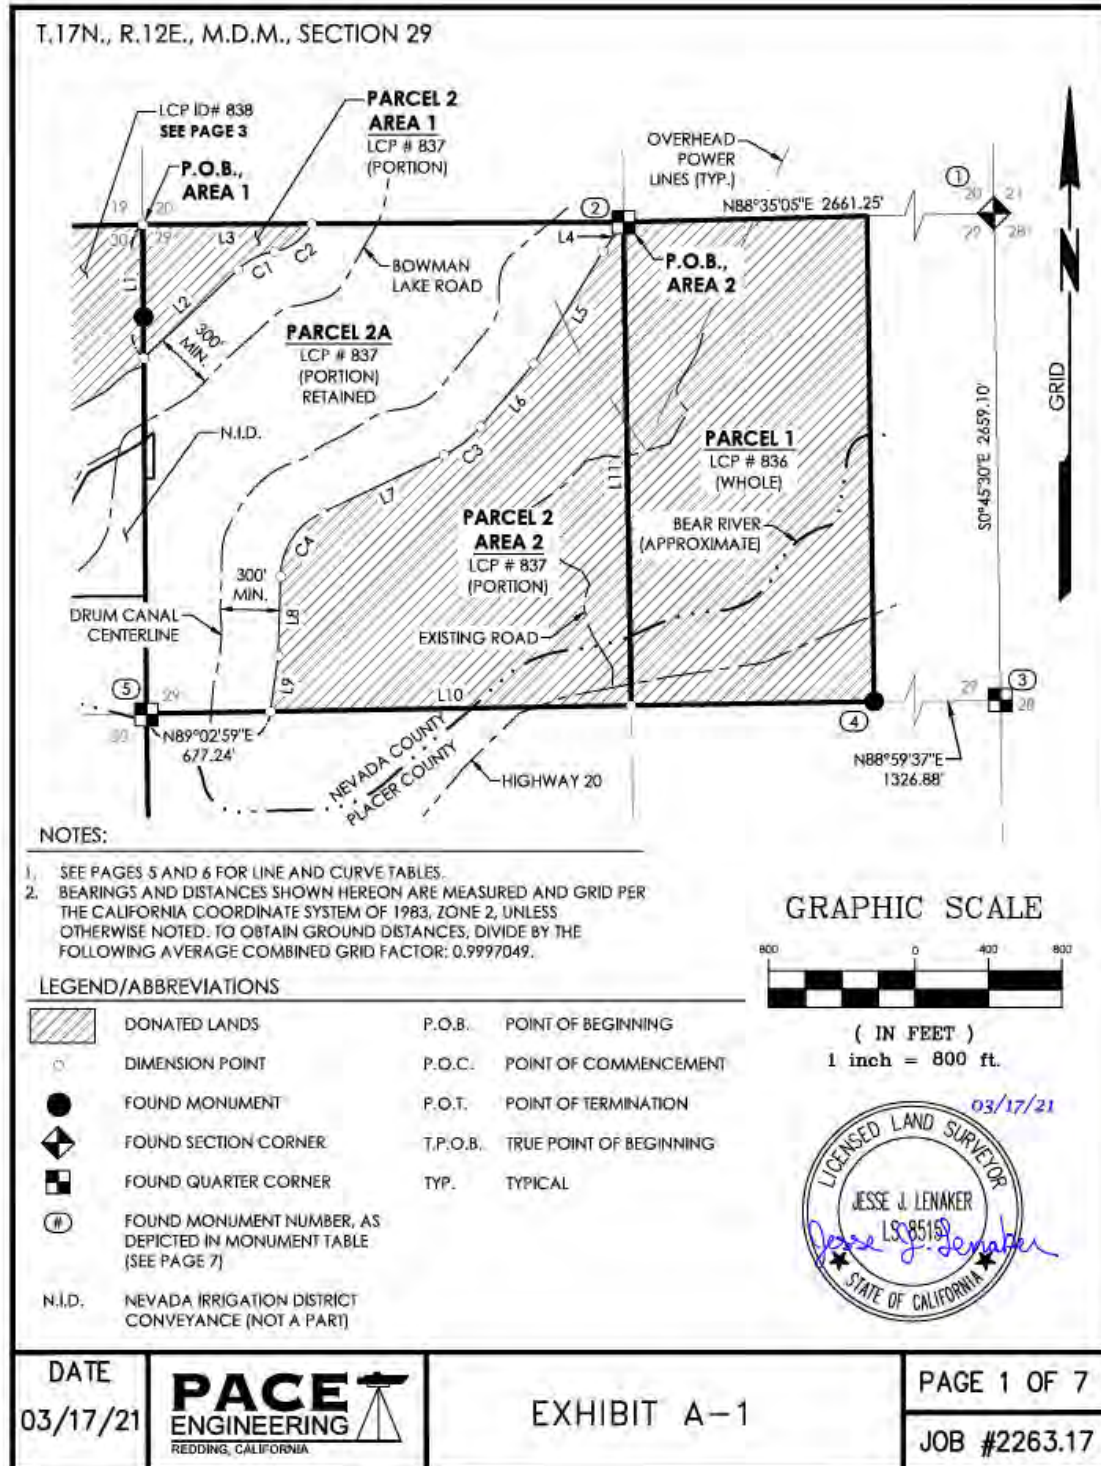 T.17N., R.12E., M.D.M., SECTION 29
LCP ID# 838
SEE PAGE 3
PARCEL 2
AREA 1
LCP # 837
(PORTION)
P.O.B.,
AREA 1
OVERHEAD
POWER
LINES (TYP.)
1
20
21
29
28
19
20
30
29
L3
C1
C2
L1
L2
300'
MIN.
BOWMAN
LAKE ROAD
2
L4
N88°35'05"E 2661.25'
P.O.B.,
AREA 2
PARCEL 2A
LCP # 837
(PORTION)
RETAINED
L5
L6
C3
L7
C4
L8
L9
L11
N
GRID
N.I.D.
PARCEL 1
LCP # 836
(WHOLE)
S0°45'30"E 2659.10'
PARCEL 2
AREA 2
LCP # 837
(PORTION)
BEAR RIVER
(APPROXIMATE)
300'
MIN.
DRUM CANAL
CENTERLINE
EXISTING ROAD
5
29
30
L10
4
3
29
28
N89°02'59"E
677.24'
NEVADA COUNTY
PLACER COUNTY
HIGHWAY 20
N88°59'37"E
1326.88'
NOTES:
1. SEE PAGES 5 AND 6 FOR LINE AND CURVE TABLES.
2. BEARINGS AND DISTANCES SHOWN HEREON ARE MEASURED AND GRID PER
THE CALIFORNIA COORDINATE SYSTEM OF 1983, ZONE 2, UNLESS
OTHERWISE NOTED. TO OBTAIN GROUND DISTANCES, DIVIDE BY THE
FOLLOWING AVERAGE COMBINED GRID FACTOR: 0.9997049.
GRAPHIC SCALE
800 0 400 800
( IN FEET )
1 inch = 800 ft.
LEGEND/ABBREVIATIONS
DONATED LANDS
DIMENSION POINT
FOUND MONUMENT
FOUND SECTION CORNER
FOUND QUARTER CORNER
# FOUND MONUMENT NUMBER, AS
DEPICTED IN MONUMENT TABLE
(SEE PAGE 7)
N.I.D. NEVADA IRRIGATION DISTRICT
CONVEYANCE (NOT A PART)
P.O.B. POINT OF BEGINNING
P.O.C. POINT OF COMMENCEMENT
P.O.T. POINT OF TERMINATION
T.P.O.B. TRUE POINT OF BEGINNING
TYP. TYPICAL
03/17/21
LICENSED LAND SURVEYOR
JESSE J. LENAKER
LS 8515
Jesse J. Lenaker
STATE OF CALIFORNIA
DATE
03/17/21
PACE
ENGINEERING
REDDING, CALIFORNIA
EXHIBIT A-1
PAGE 1 OF 7
JOB #2263.17